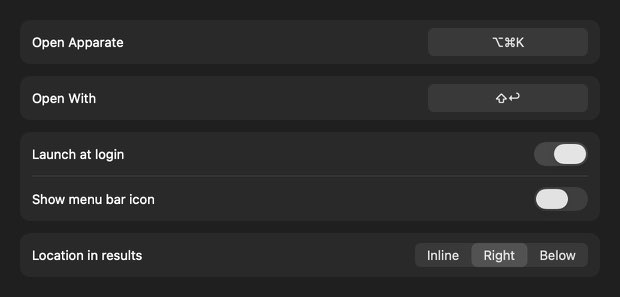 Open Apparate
⌥⌘K
Open With
⇧↩
Launch at login
Show menu bar icon
Location in results
Inline Right Below